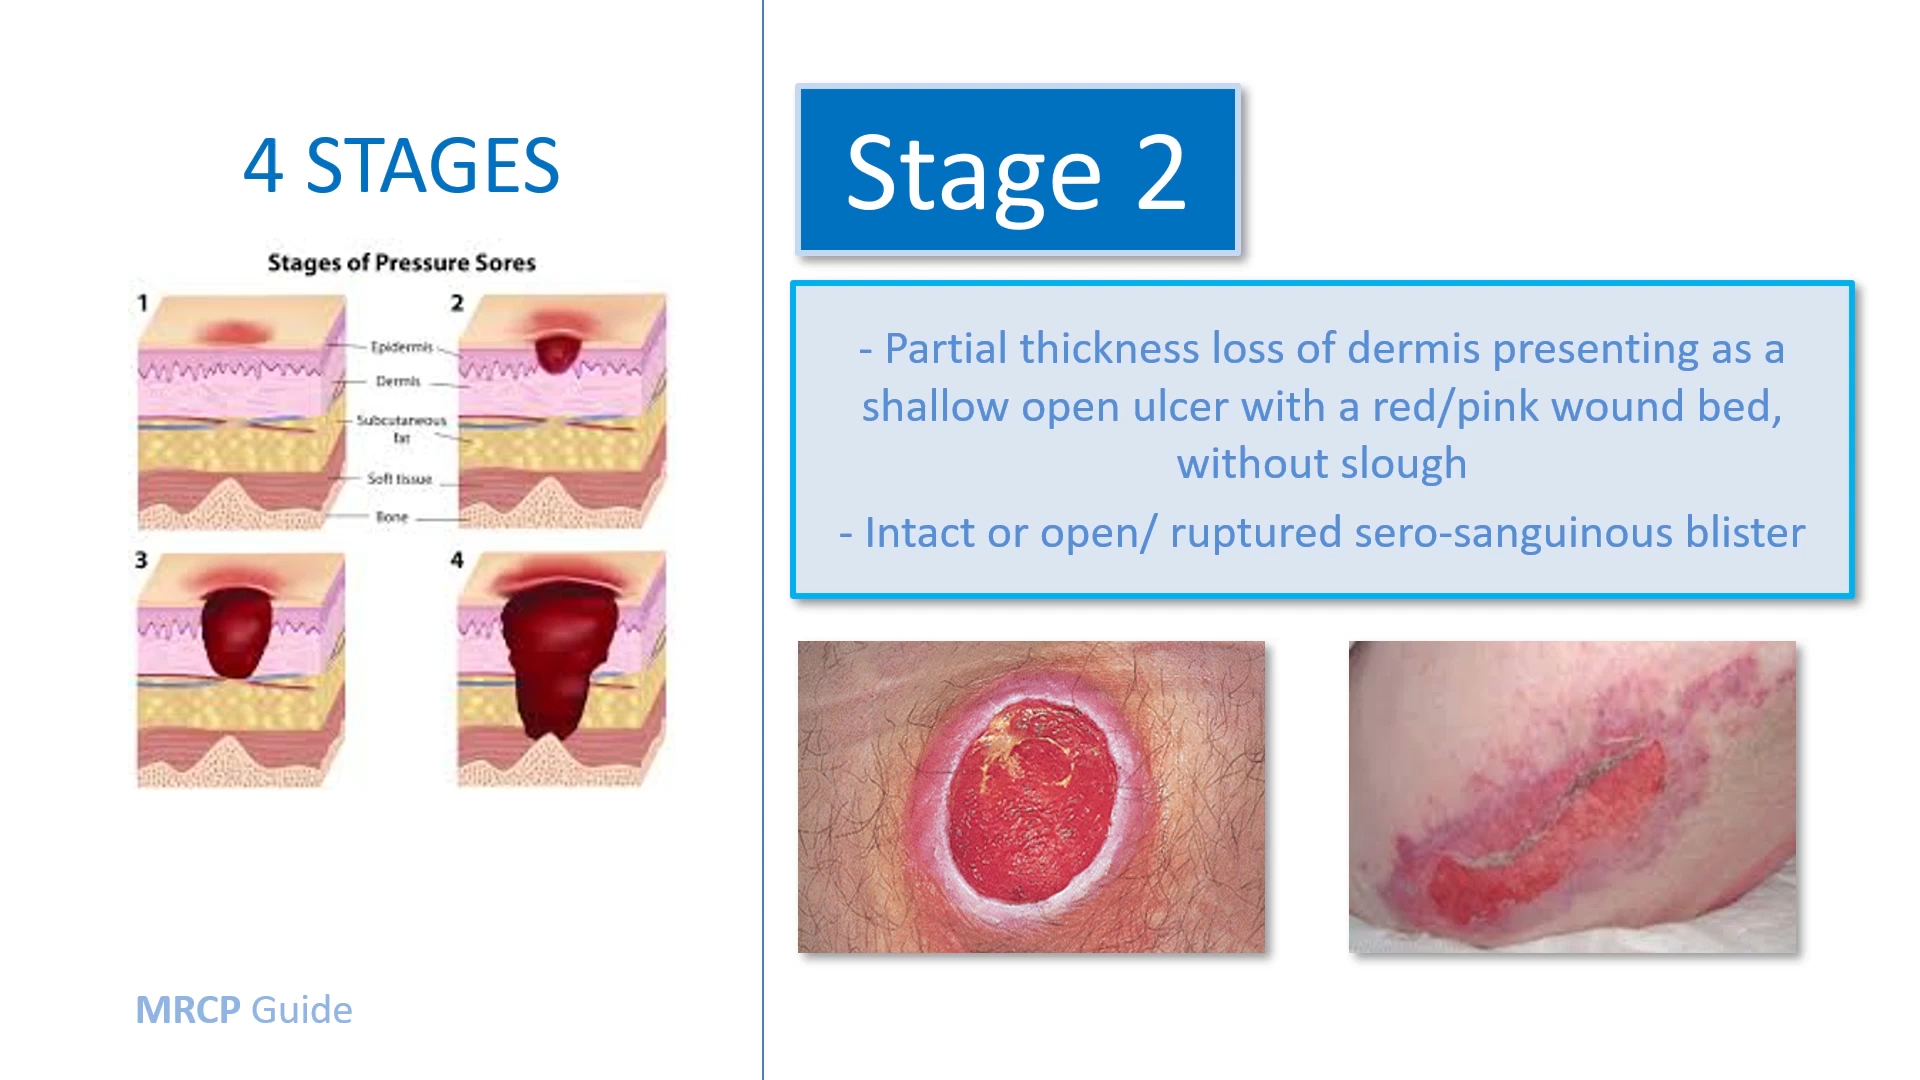 4 STAGES
Stages of Pressure Sores
1
2
Epidermis
Dermis
Subcutaneous
fat
Soft tissue
Bone
3
4
MRCP Guide
Stage 2
- Partial thickness loss of dermis presenting as a
shallow open ulcer with a red/pink wound bed,
without slough
- Intact or open/ ruptured sero-sanguinous blister